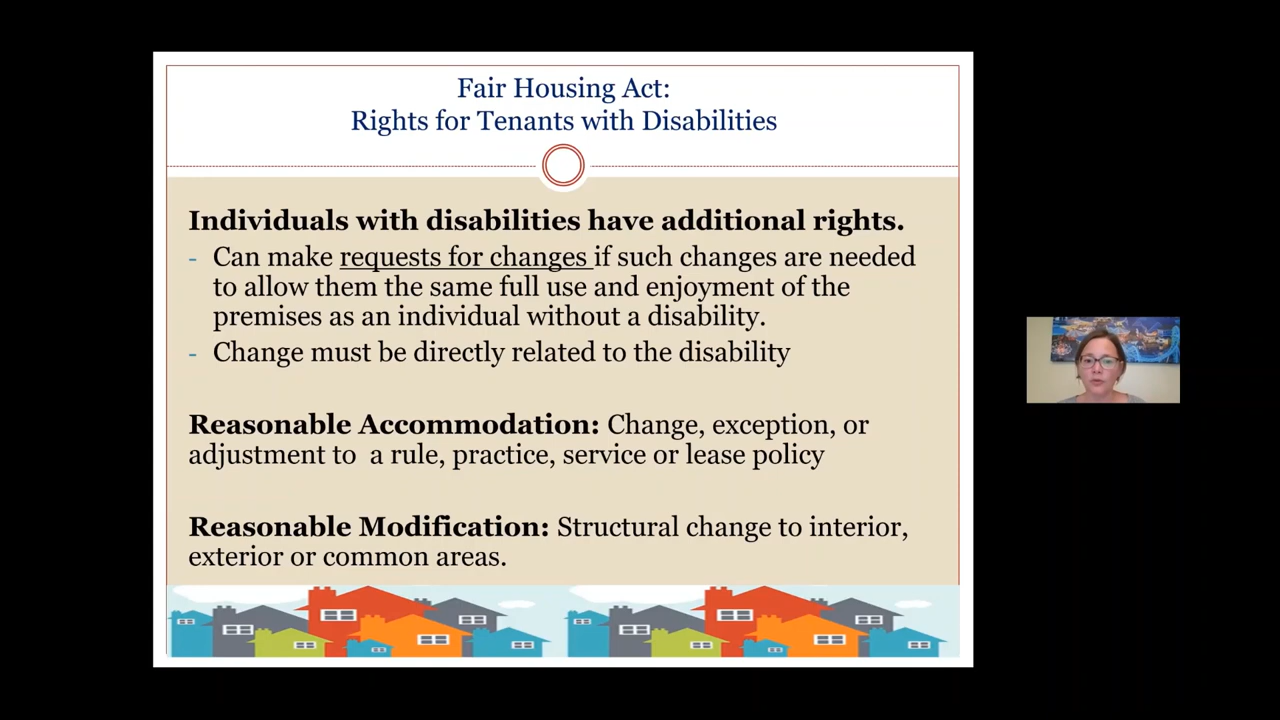 Fair Housing Act:
Rights for Tenants with Disabilities
Individuals with disabilities have additional rights.
- Can make requests for changes if such changes are needed
to allow them the same full use and enjoyment of the
premises as an individual without a disability.
- Change must be directly related to the disability
Reasonable Accommodation: Change, exception, or
adjustment to  a rule, practice, service or lease policy
Reasonable Modification: Structural change to interior,
exterior or common areas.